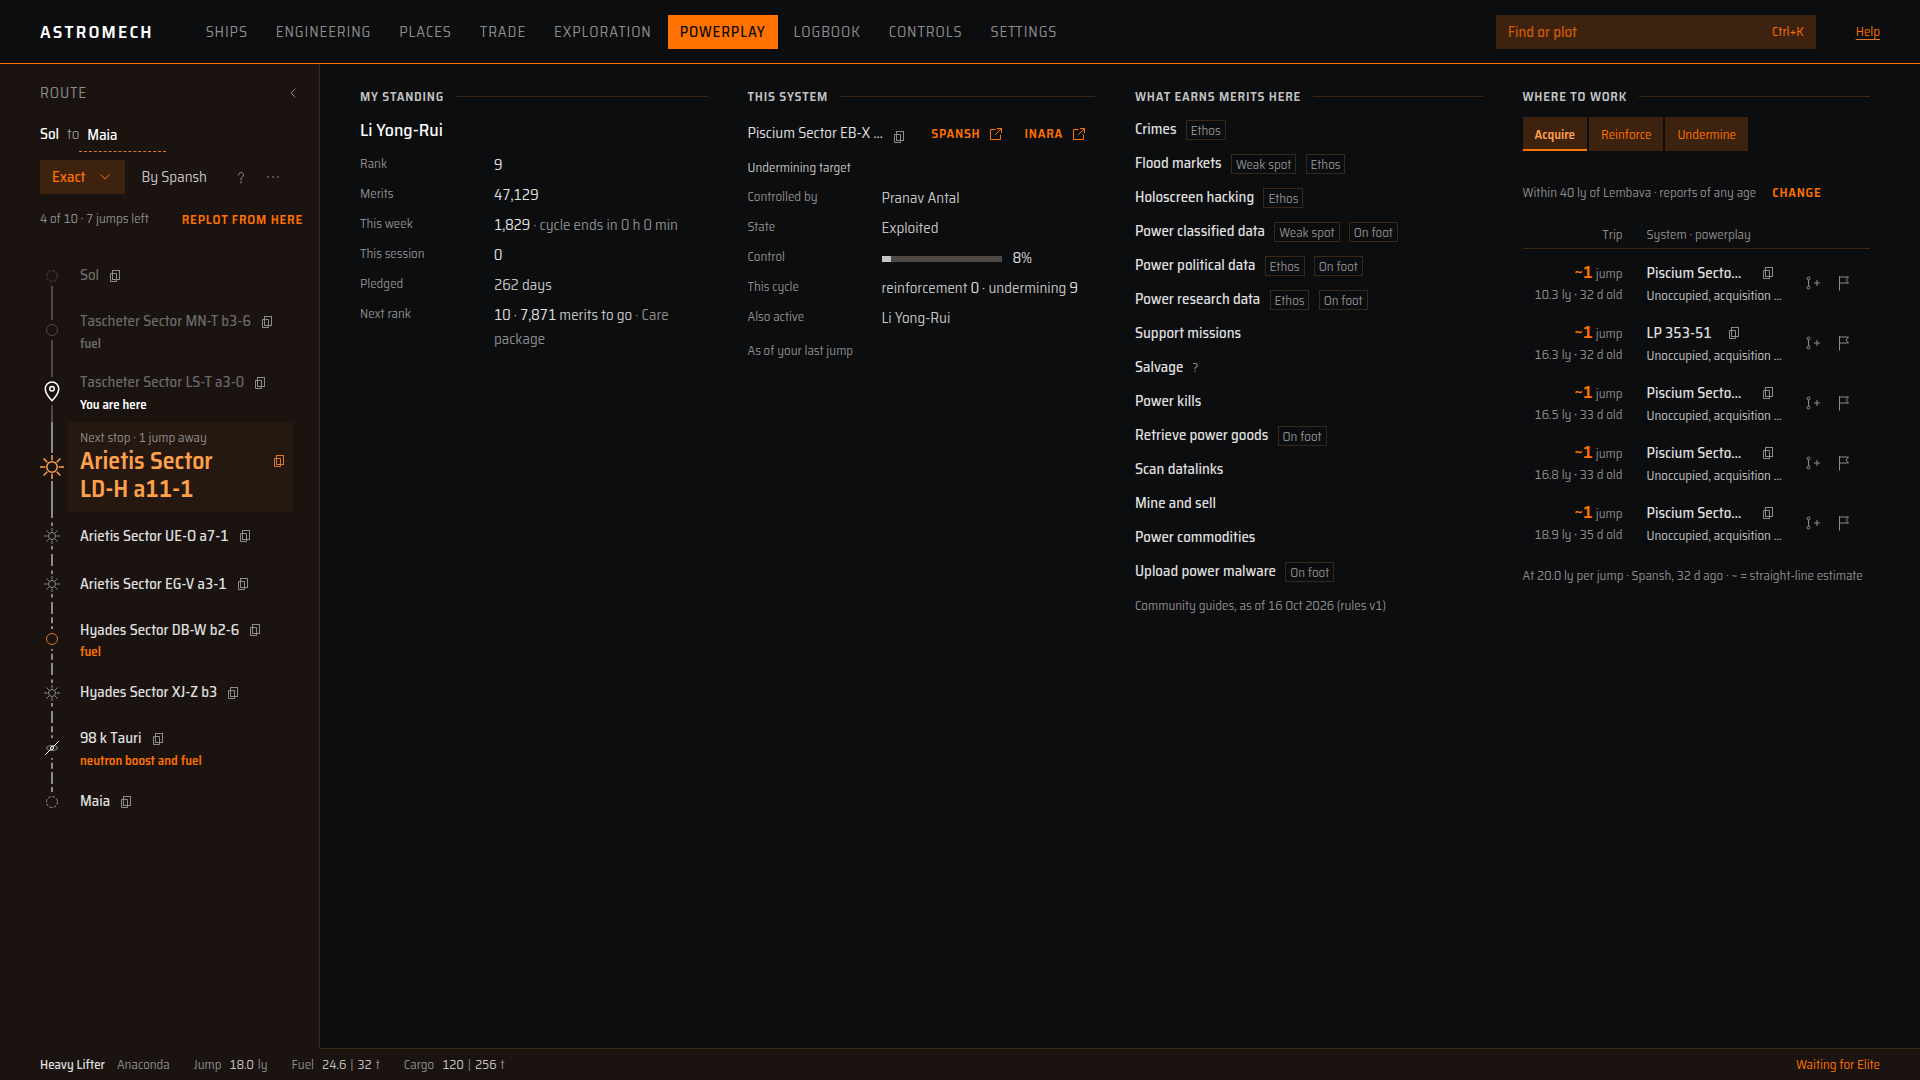 ASTROMECH
SHIPS ENGINEERING PLACES TRADE EXPLORATION POWERPLAY LOGBOOK CONTROLS SETTINGS
Find or plot Ctrl+K
Help
ROUTE
Sol to Maia
Exact By Spansh ? ...
4 of 10 · 7 jumps left REPLOT FROM HERE
Sol
Tascheter Sector MN-T b3-6
fuel
Tascheter Sector LS-T a3-0
You are here
Next stop · 1 jump away
Arietis Sector
LD-H a11-1
Arietis Sector UE-O a7-1
Arietis Sector EG-V a3-1
Hyades Sector DB-W b2-6
fuel
Hyades Sector XJ-Z b3
98 k Tauri
neutron boost and fuel
Maia
MY STANDING
Li Yong-Rui
Rank 9
Merits 47,129
This week 1,829 · cycle ends in 0 h 0 min
This session 0
Pledged 262 days
Next rank 10 · 7,871 merits to go · Care
package
THIS SYSTEM
Piscium Sector EB-X ... SPANSH INARA
Undermining target
Controlled by Pranav Antal
State Exploited
Control 8%
This cycle reinforcement 0 · undermining 9
Also active Li Yong-Rui
As of your last jump
WHAT EARNS MERITS HERE
Crimes Ethos
Flood markets Weak spot Ethos
Holoscreen hacking Ethos
Power classified data Weak spot On foot
Power political data Ethos On foot
Power research data Ethos On foot
Support missions
Salvage ?
Power kills
Retrieve power goods On foot
Scan datalinks
Mine and sell
Power commodities
Upload power malware On foot
Community guides, as of 16 Oct 2026 (rules v1)
WHERE TO WORK
Acquire Reinforce Undermine
Within 40 ly of Lembava · reports of any age CHANGE
Trip System · powerplay
~1 jump Piscium Secto...
10.3 ly · 32 d old Unoccupied, acquisition ...
~1 jump LP 353-51
16.3 ly · 32 d old Unoccupied, acquisition ...
~1 jump Piscium Secto...
16.5 ly · 33 d old Unoccupied, acquisition ...
~1 jump Piscium Secto...
16.8 ly · 33 d old Unoccupied, acquisition ...
~1 jump Piscium Secto...
18.9 ly · 35 d old Unoccupied, acquisition ...
At 20.0 ly per jump · Spansh, 32 d ago · ~ = straight-line estimate
Heavy Lifter Anaconda Jump 18.0 ly Fuel 24.6 | 32 t Cargo 120 | 256 t
Waiting for Elite